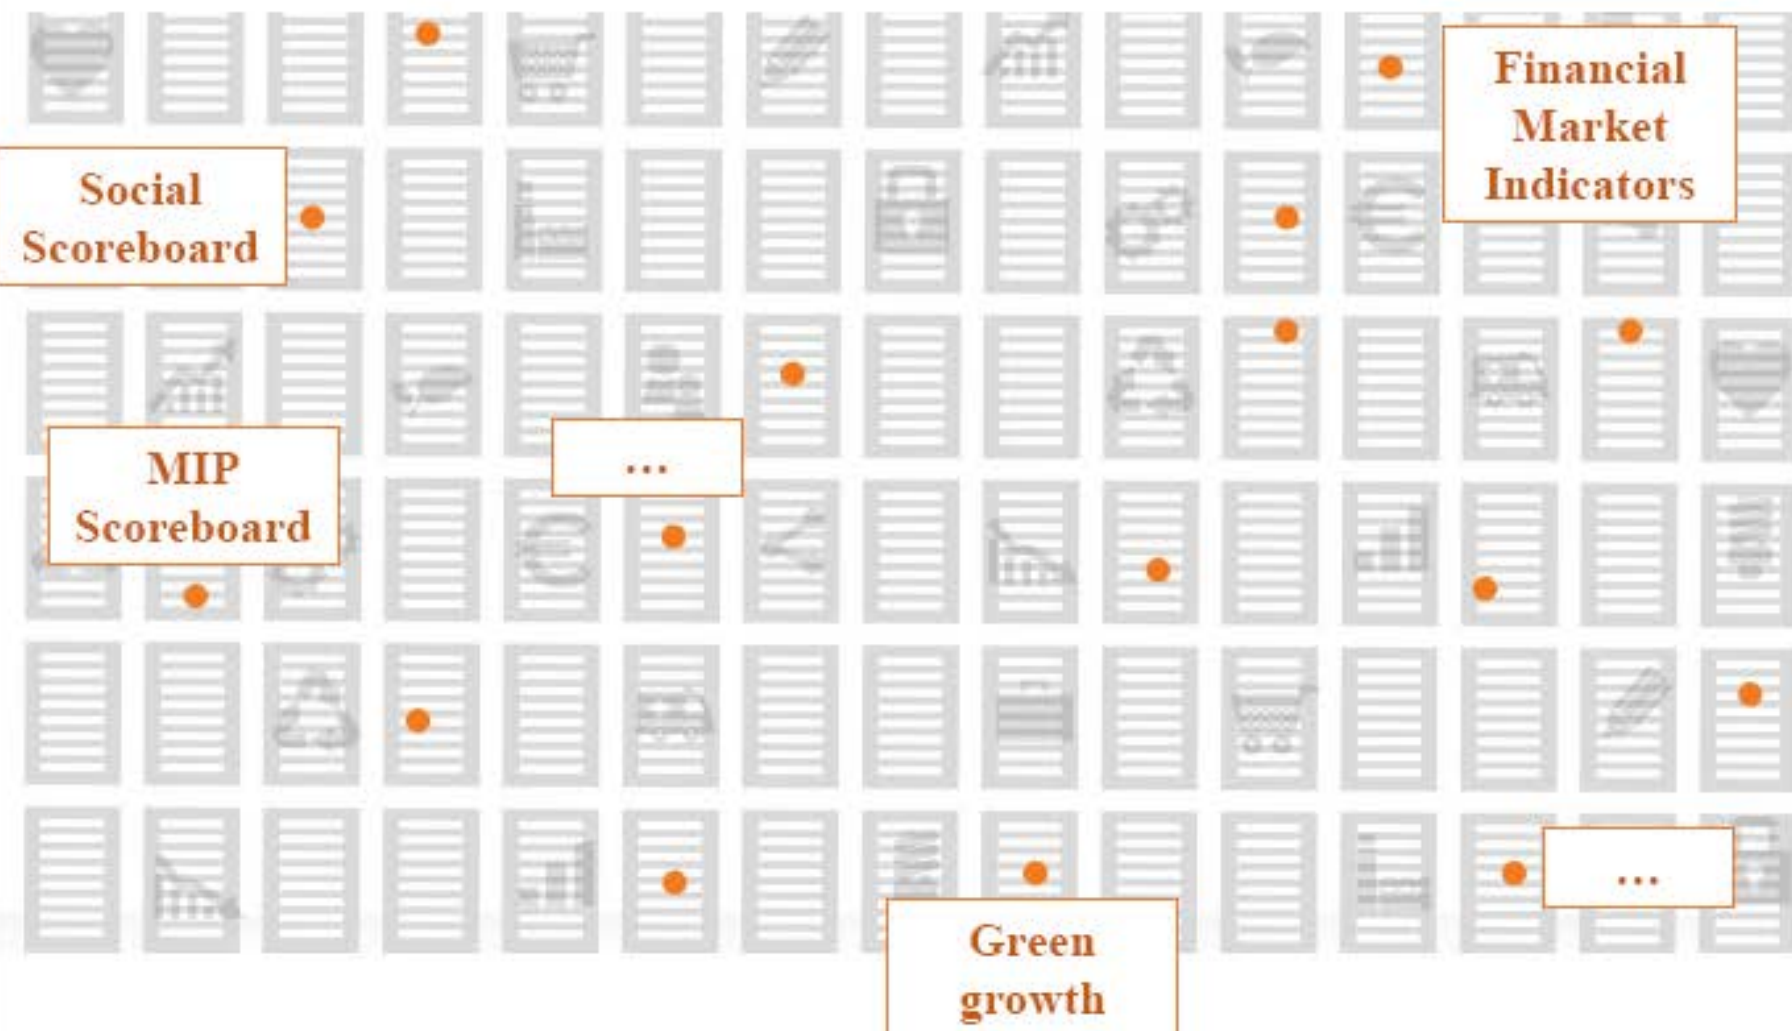 Financial
Market
Indicators
Social
Scoreboard
MIP
Scoreboard
...
...
Green
growth